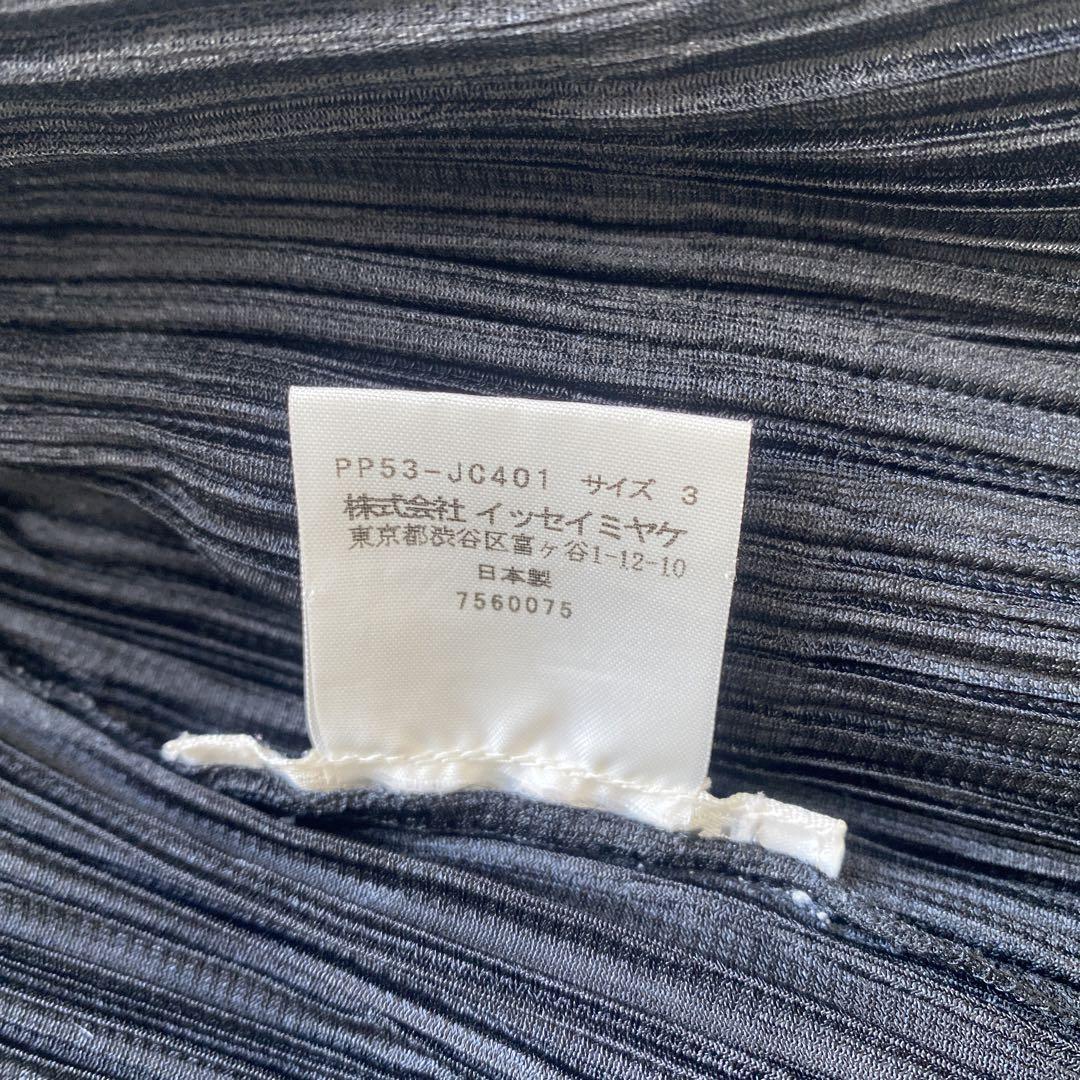 PP53-JC401 サイズ 3
株式会社 イッセイミヤケ
東京都渋谷区富ヶ谷1-12-10
日本製
7560075